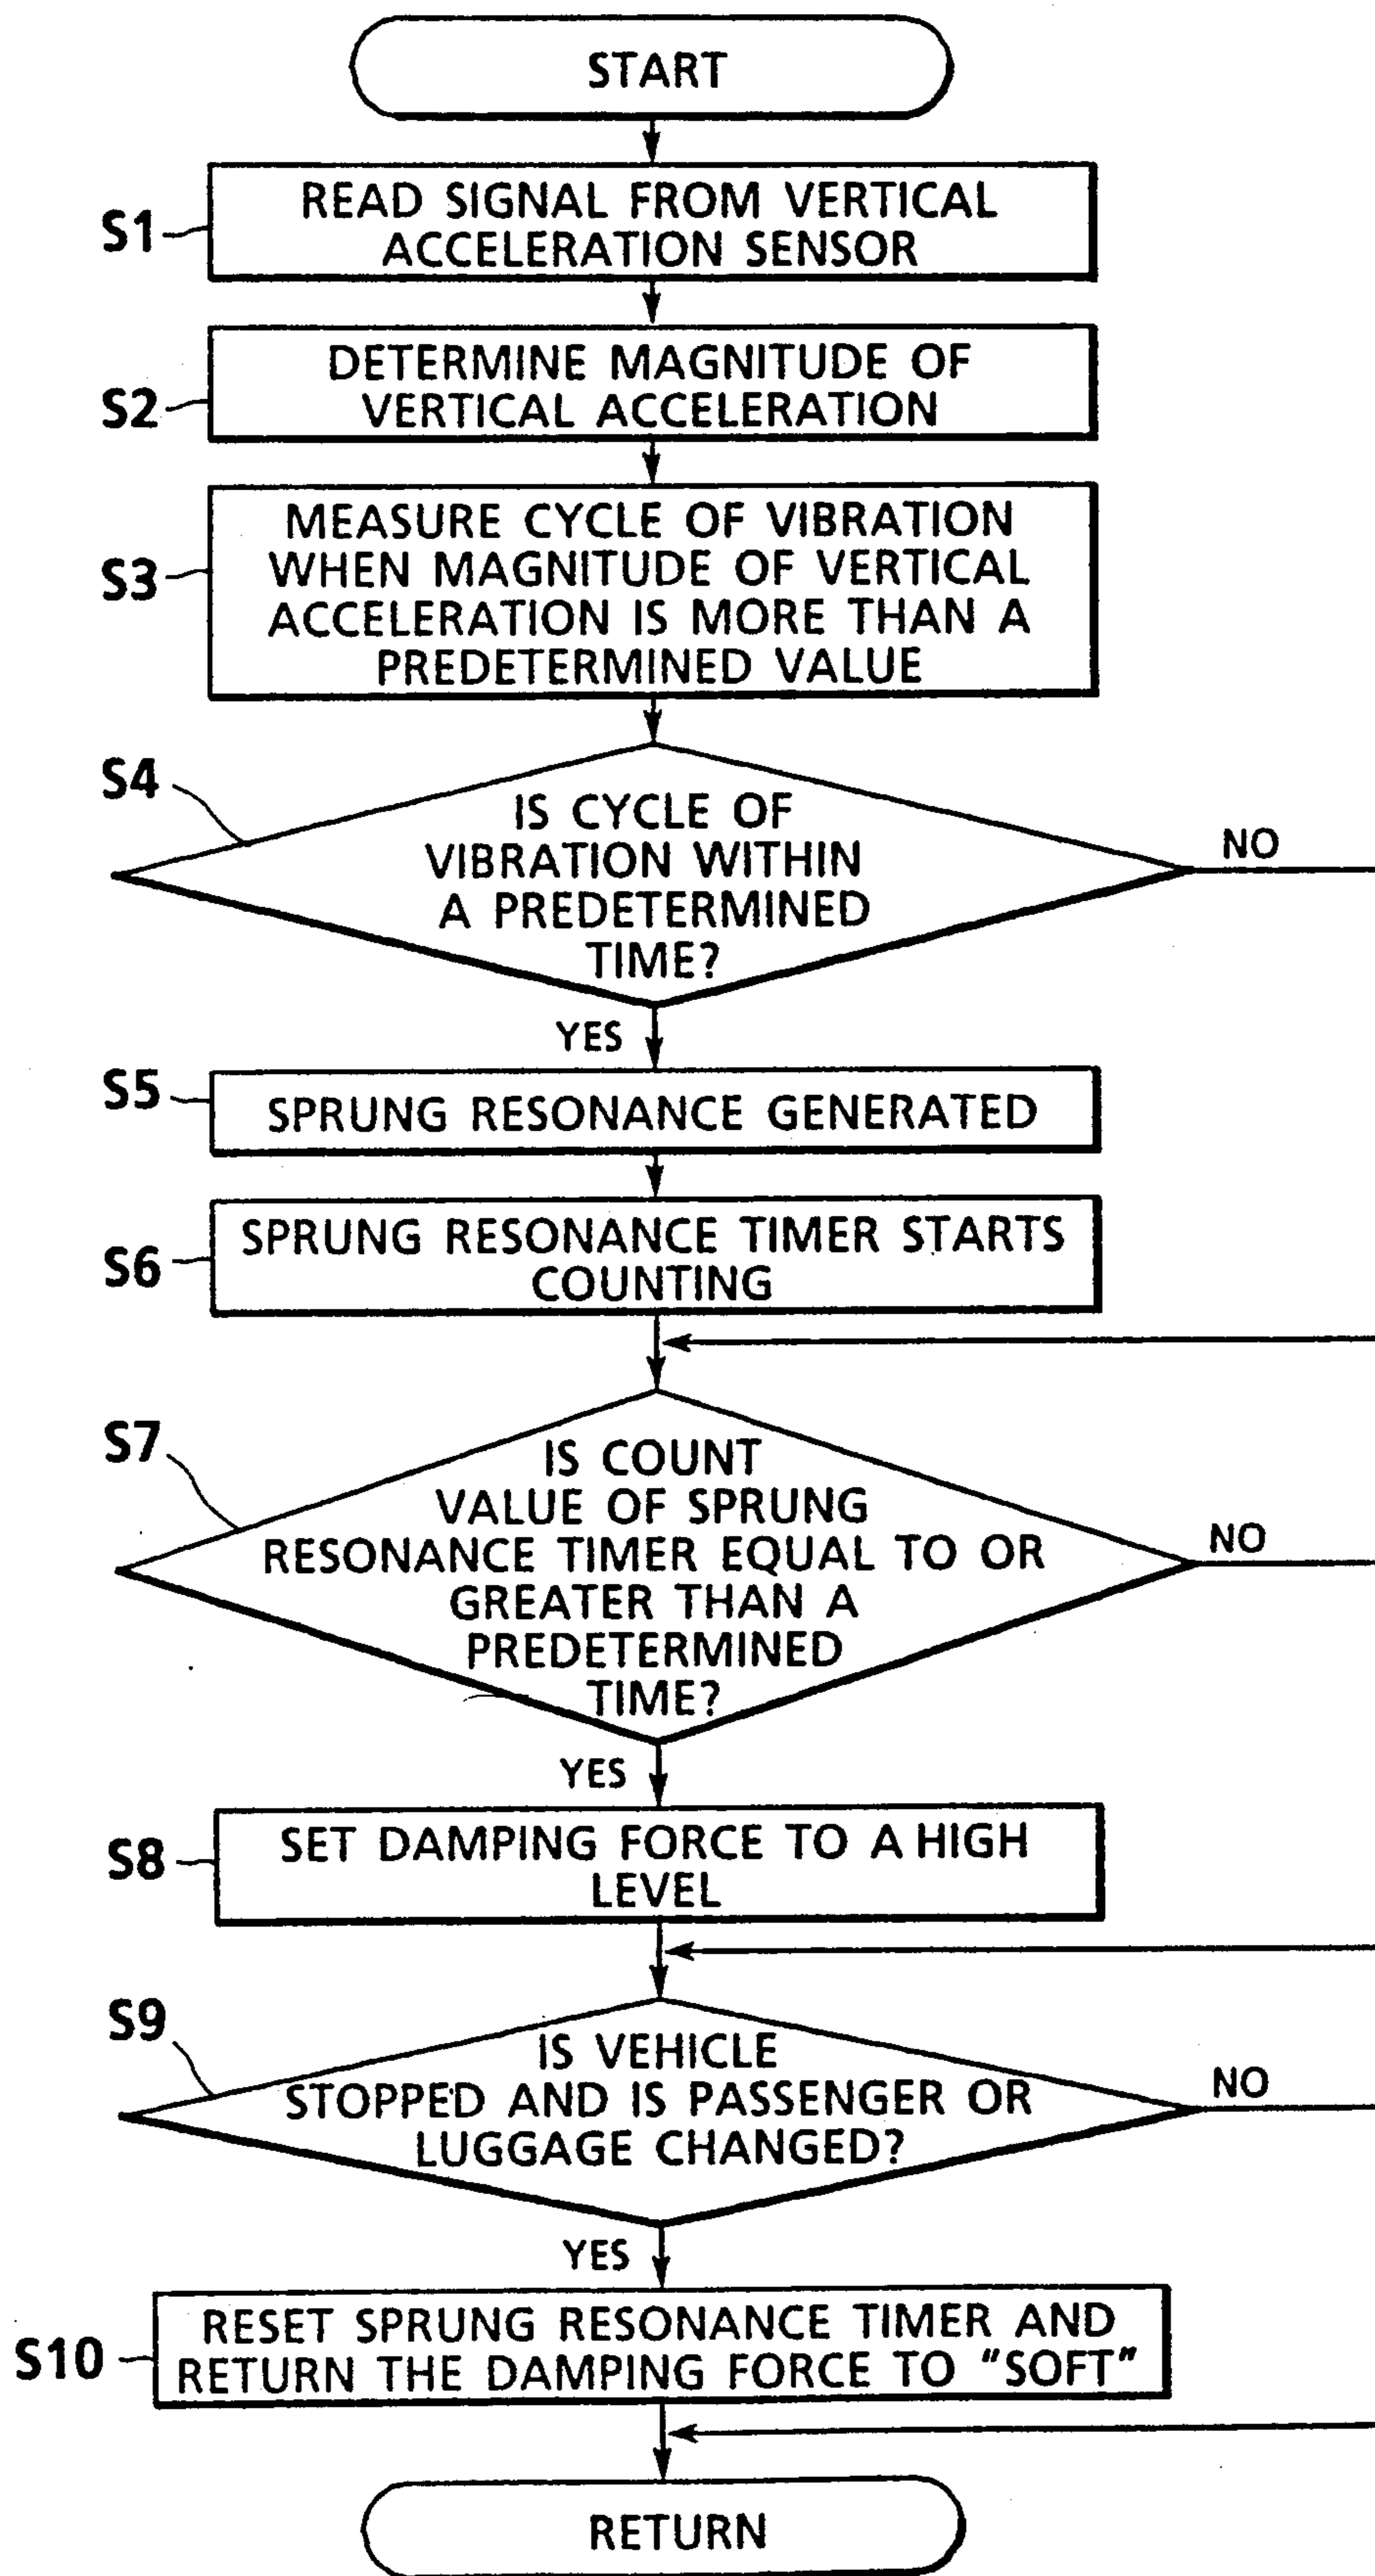 START
S1
READ SIGNAL FROM VERTICAL
ACCELERATION SENSOR
S2
DETERMINE MAGNITUDE OF
VERTICAL ACCELERATION
S3
MEASURE CYCLE OF VIBRATION
WHEN MAGNITUDE OF VERTICAL
ACCELERATION IS MORE THAN A
PREDETERMINED VALUE
S4
IS CYCLE OF
VIBRATION WITHIN
A PREDETERMINED
TIME?
NO
YES
S5
SPRUNG RESONANCE GENERATED
S6
SPRUNG RESONANCE TIMER STARTS
COUNTING
S7
IS COUNT
VALUE OF SPRUNG
RESONANCE TIMER EQUAL TO OR
GREATER THAN A
PREDETERMINED
TIME?
NO
YES
S8
SET DAMPING FORCE TO A HIGH
LEVEL
S9
IS VEHICLE
STOPPED AND IS PASSENGER OR
LUGGAGE CHANGED?
NO
YES
S10
RESET SPRUNG RESONANCE TIMER AND
RETURN THE DAMPING FORCE TO "SOFT"
RETURN